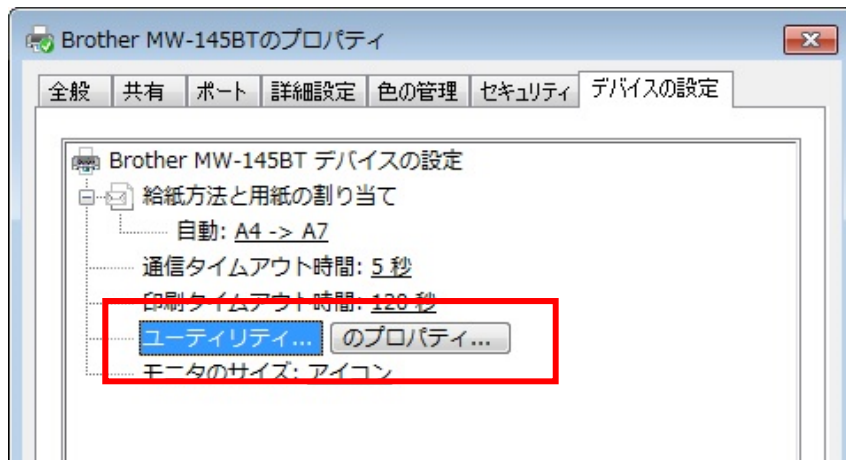 Brother MW-145BTのプロパティ
全般 共有 ポート 詳細設定 色の管理 セキュリティ デバイスの設定
Brother MW-145BT デバイスの設定
給紙方法と用紙の割り当て
自動: A4 -> A7
通信タイムアウト時間: 5 秒
印刷タイムアウト時間: 120 秒
ユーティリティ... のプロパティ...
モニタのサイズ: アイコン